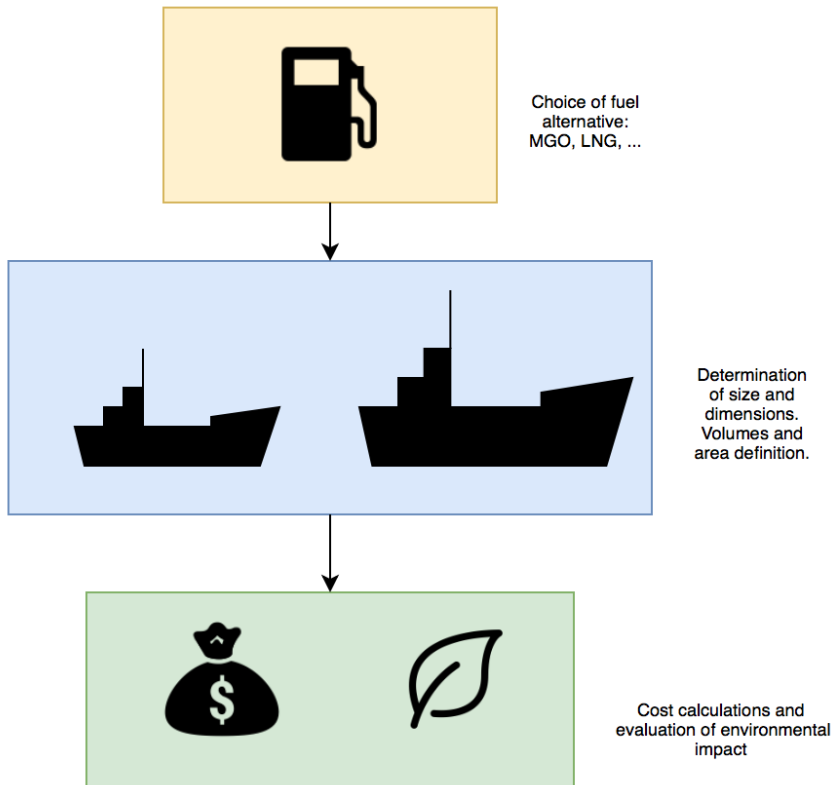 Choice of fuel
alternative:
MGO, LNG, ...
Determination
of size and
dimensions.
Volumes and
area definition.
$
Cost calculations and
evaluation of environmental
impact